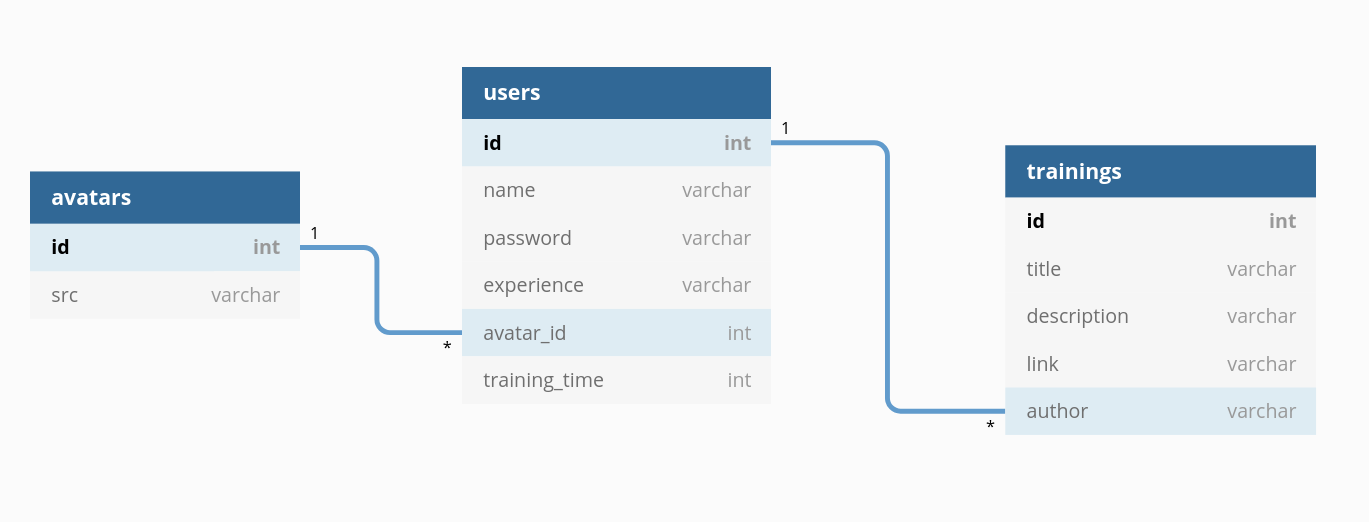 avatars
id int
src varchar
1
*
users
id int
name varchar
password varchar
experience varchar
avatar_id int
training_time int
1
*
trainings
id int
title varchar
description varchar
link varchar
author varchar